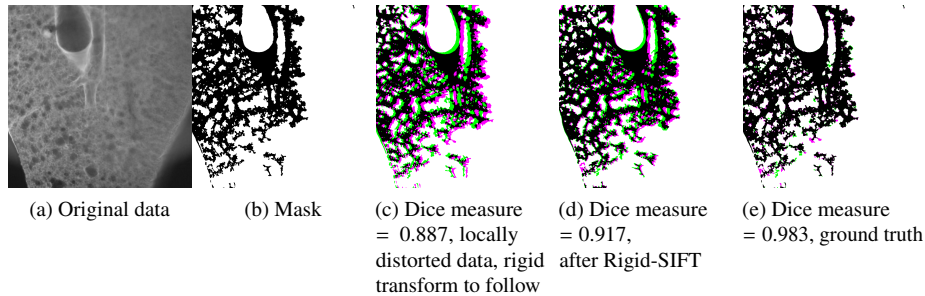 (a) Original data
(b) Mask
(c) Dice measure
= 0.887, locally
distorted data, rigid
transform to follow
(d) Dice measure
= 0.917,
after Rigid-SIFT
(e) Dice measure
= 0.983, ground truth